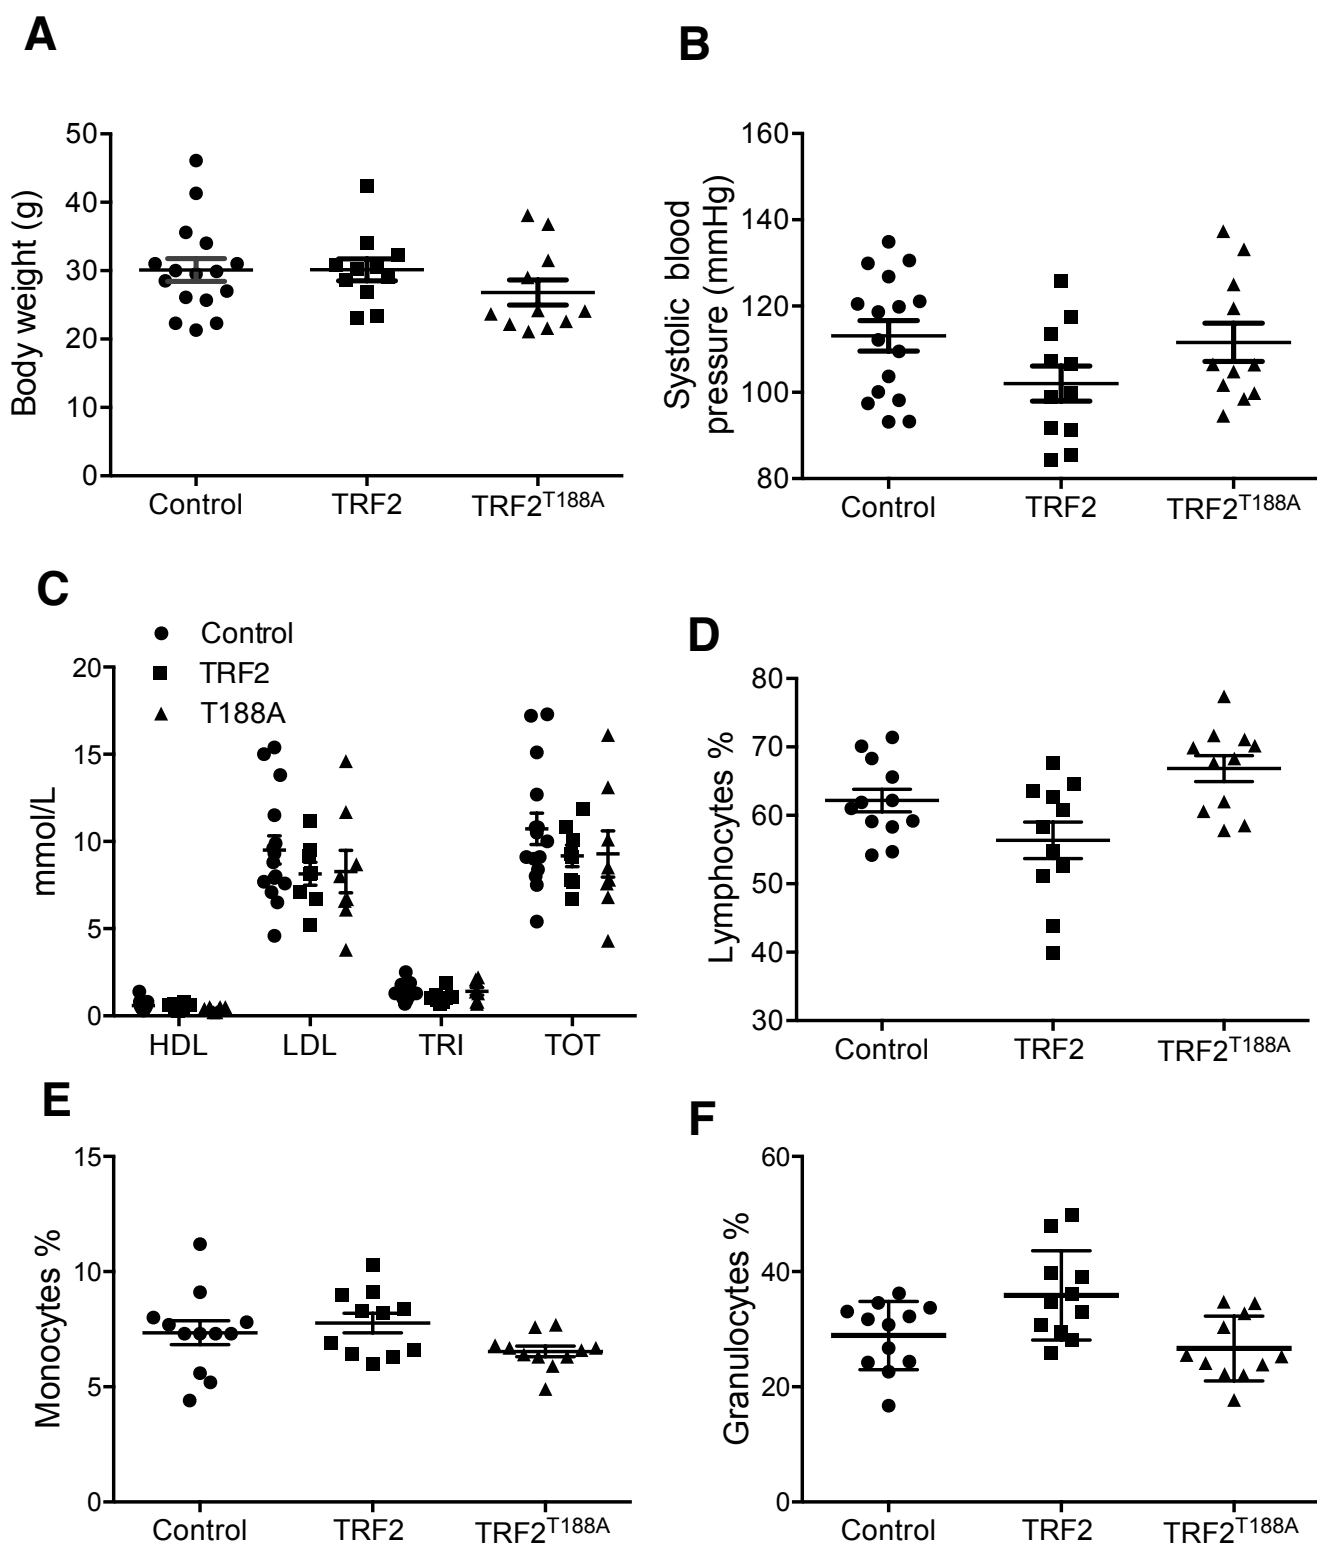 A
50
40
30
20
10
0
Body weight (g)
Control TRF2 TRF2T188A
B
160
140
120
100
80
Systolic blood
pressure (mmHg)
Control TRF2 TRF2T188A
C
Control
TRF2
T188A
20
15
10
5
0
mmol/L
HDL LDL TRI TOT
D
80
70
60
50
40
30
Lymphocytes %
Control TRF2 TRF2T188A
E
15
10
5
0
Monocytes %
Control TRF2 TRF2T188A
F
60
40
20
0
Granulocytes %
Control TRF2 TRF2T188A